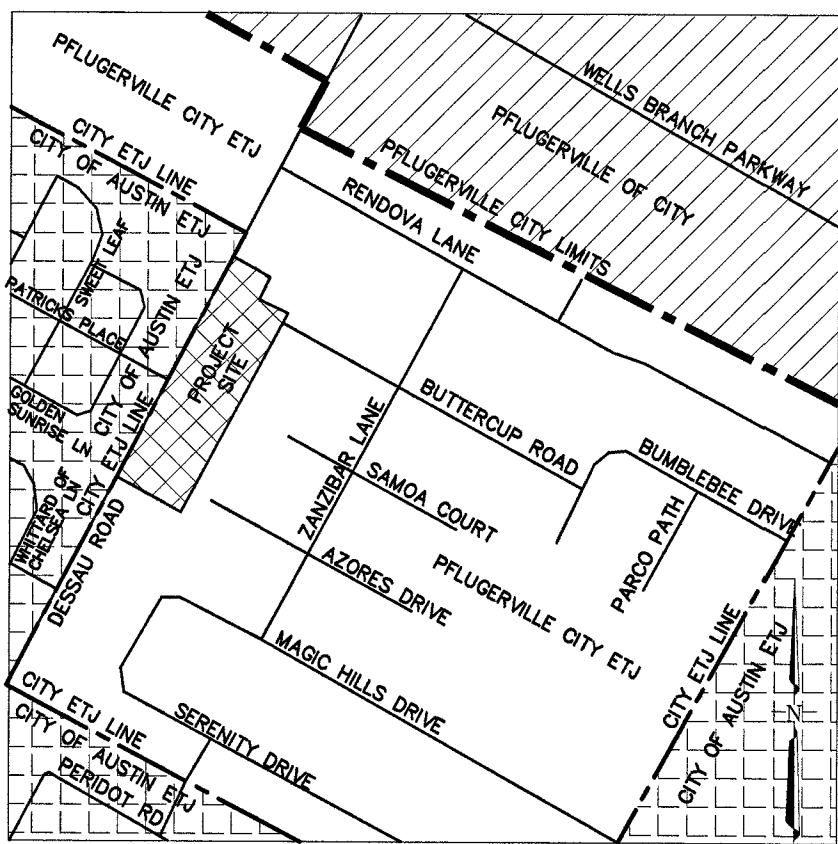 PFLUGERVILLE CITY ETJ
CITY ETJ LINE
CITY OF AUSTIN ETJ
WELLS BRANCH PARKWAY
PFLUGERVILLE OF CITY
PFLUGERVILLE CITY LIMITS
RENDOVA LANE
SWEET LEAF
PATRICKS PLACE
CITY OF AUSTIN ETJ
CITY ETJ LINE
PROJECT
SITE
GOLDEN
SUNRISE LN
WHITTARD OF
CHELSEA LN
DESSAU ROAD
ZANZIBAR LANE
BUTTERCUP ROAD
BUMBLEBEE DRIVE
SAMOA COURT
PARCO PATH
AZORES DRIVE
PFLUGERVILLE CITY ETJ
MAGIC HILLS DRIVE
SERENITY DRIVE
CITY ETJ LINE
CITY OF AUSTIN ETJ
PERIDOT RD
CITY ETJ LINE
CITY OF AUSTIN ETJ
N